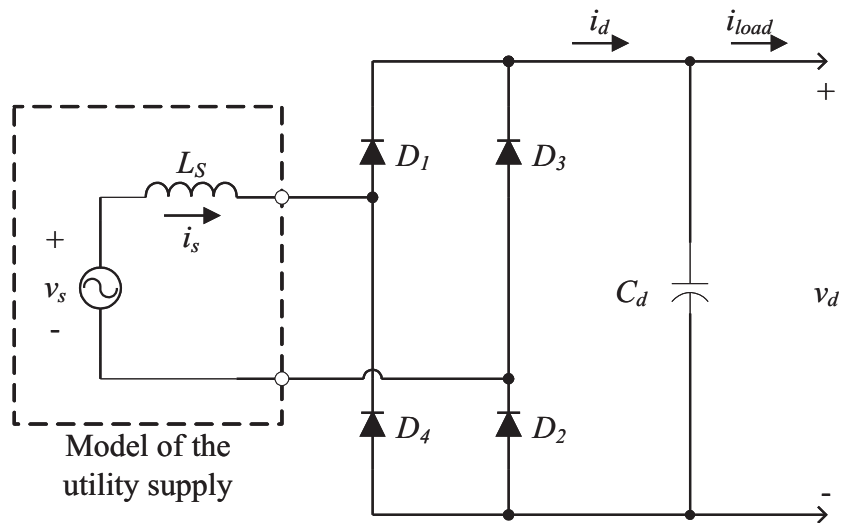 i_d
i_load
+
D_1
D_3
L_S
i_s
+
v_s
-
C_d
v_d
D_4
D_2
-
Model of the
utility supply